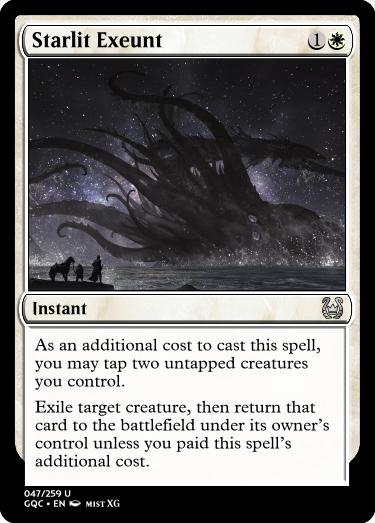 Starlit Exeunt 1
Instant
As an additional cost to cast this spell,
you may tap two untapped creatures
you control.
Exile target creature, then return that
card to the battlefield under its owner's
control unless you paid this spell's
additional cost.
047/259 U
GQC • EN MIST XG